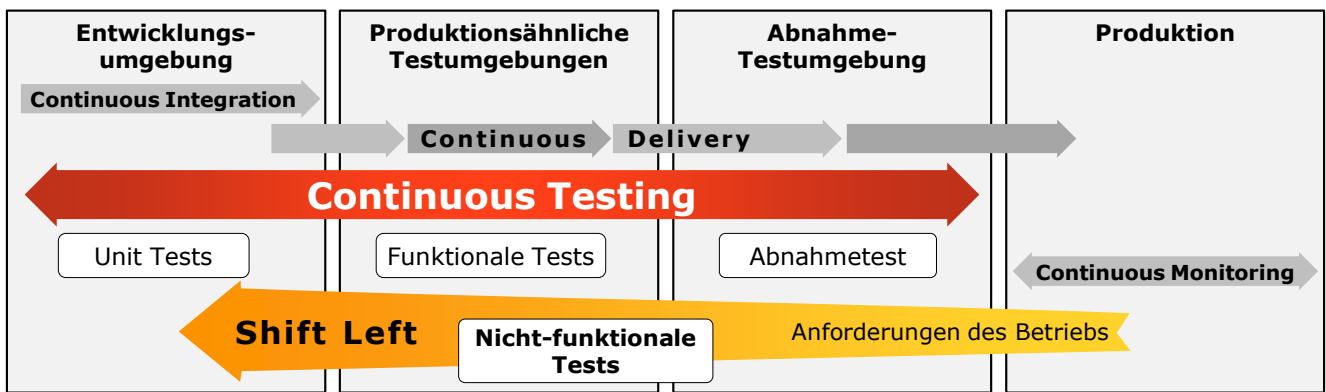 Entwicklungs-
umgebung
Produktionsähnliche
Testumgebungen
Abnahme-
Testumgebung
Produktion
Continuous Integration
Continuous Delivery
Continuous Testing
Unit Tests
Funktionale Tests
Abnahmetest
Continuous Monitoring
Shift Left
Nicht-funktionale
Tests
Anforderungen des Betriebs